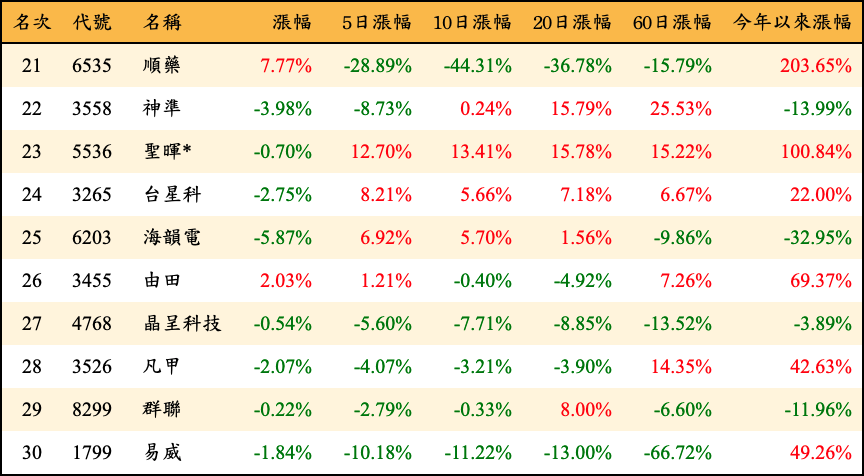 名次 代號 名稱 漲幅 5日漲幅 10日漲幅 20日漲幅 60日漲幅 今年以來漲幅
21 6535 順藥 7.77% -28.89% -44.31% -36.78% -15.79% 203.65%
22 3558 神準 -3.98% -8.73% 0.24% 15.79% 25.53% -13.99%
23 5536 聖暉* -0.70% 12.70% 13.41% 15.78% 15.22% 100.84%
24 3265 台星科 -2.75% 8.21% 5.66% 7.18% 6.67% 22.00%
25 6203 海韻電 -5.87% 6.92% 5.70% 1.56% -9.86% -32.95%
26 3455 由田 2.03% 1.21% -0.40% -4.92% 7.26% 69.37%
27 4768 晶呈科技 -0.54% -5.60% -7.71% -8.85% -13.52% -3.89%
28 3526 凡甲 -2.07% -4.07% -3.21% -3.90% 14.35% 42.63%
29 8299 群聯 -0.22% -2.79% -0.33% 8.00% -6.60% -11.96%
30 1799 易威 -1.84% -10.18% -11.22% -13.00% -66.72% 49.26%